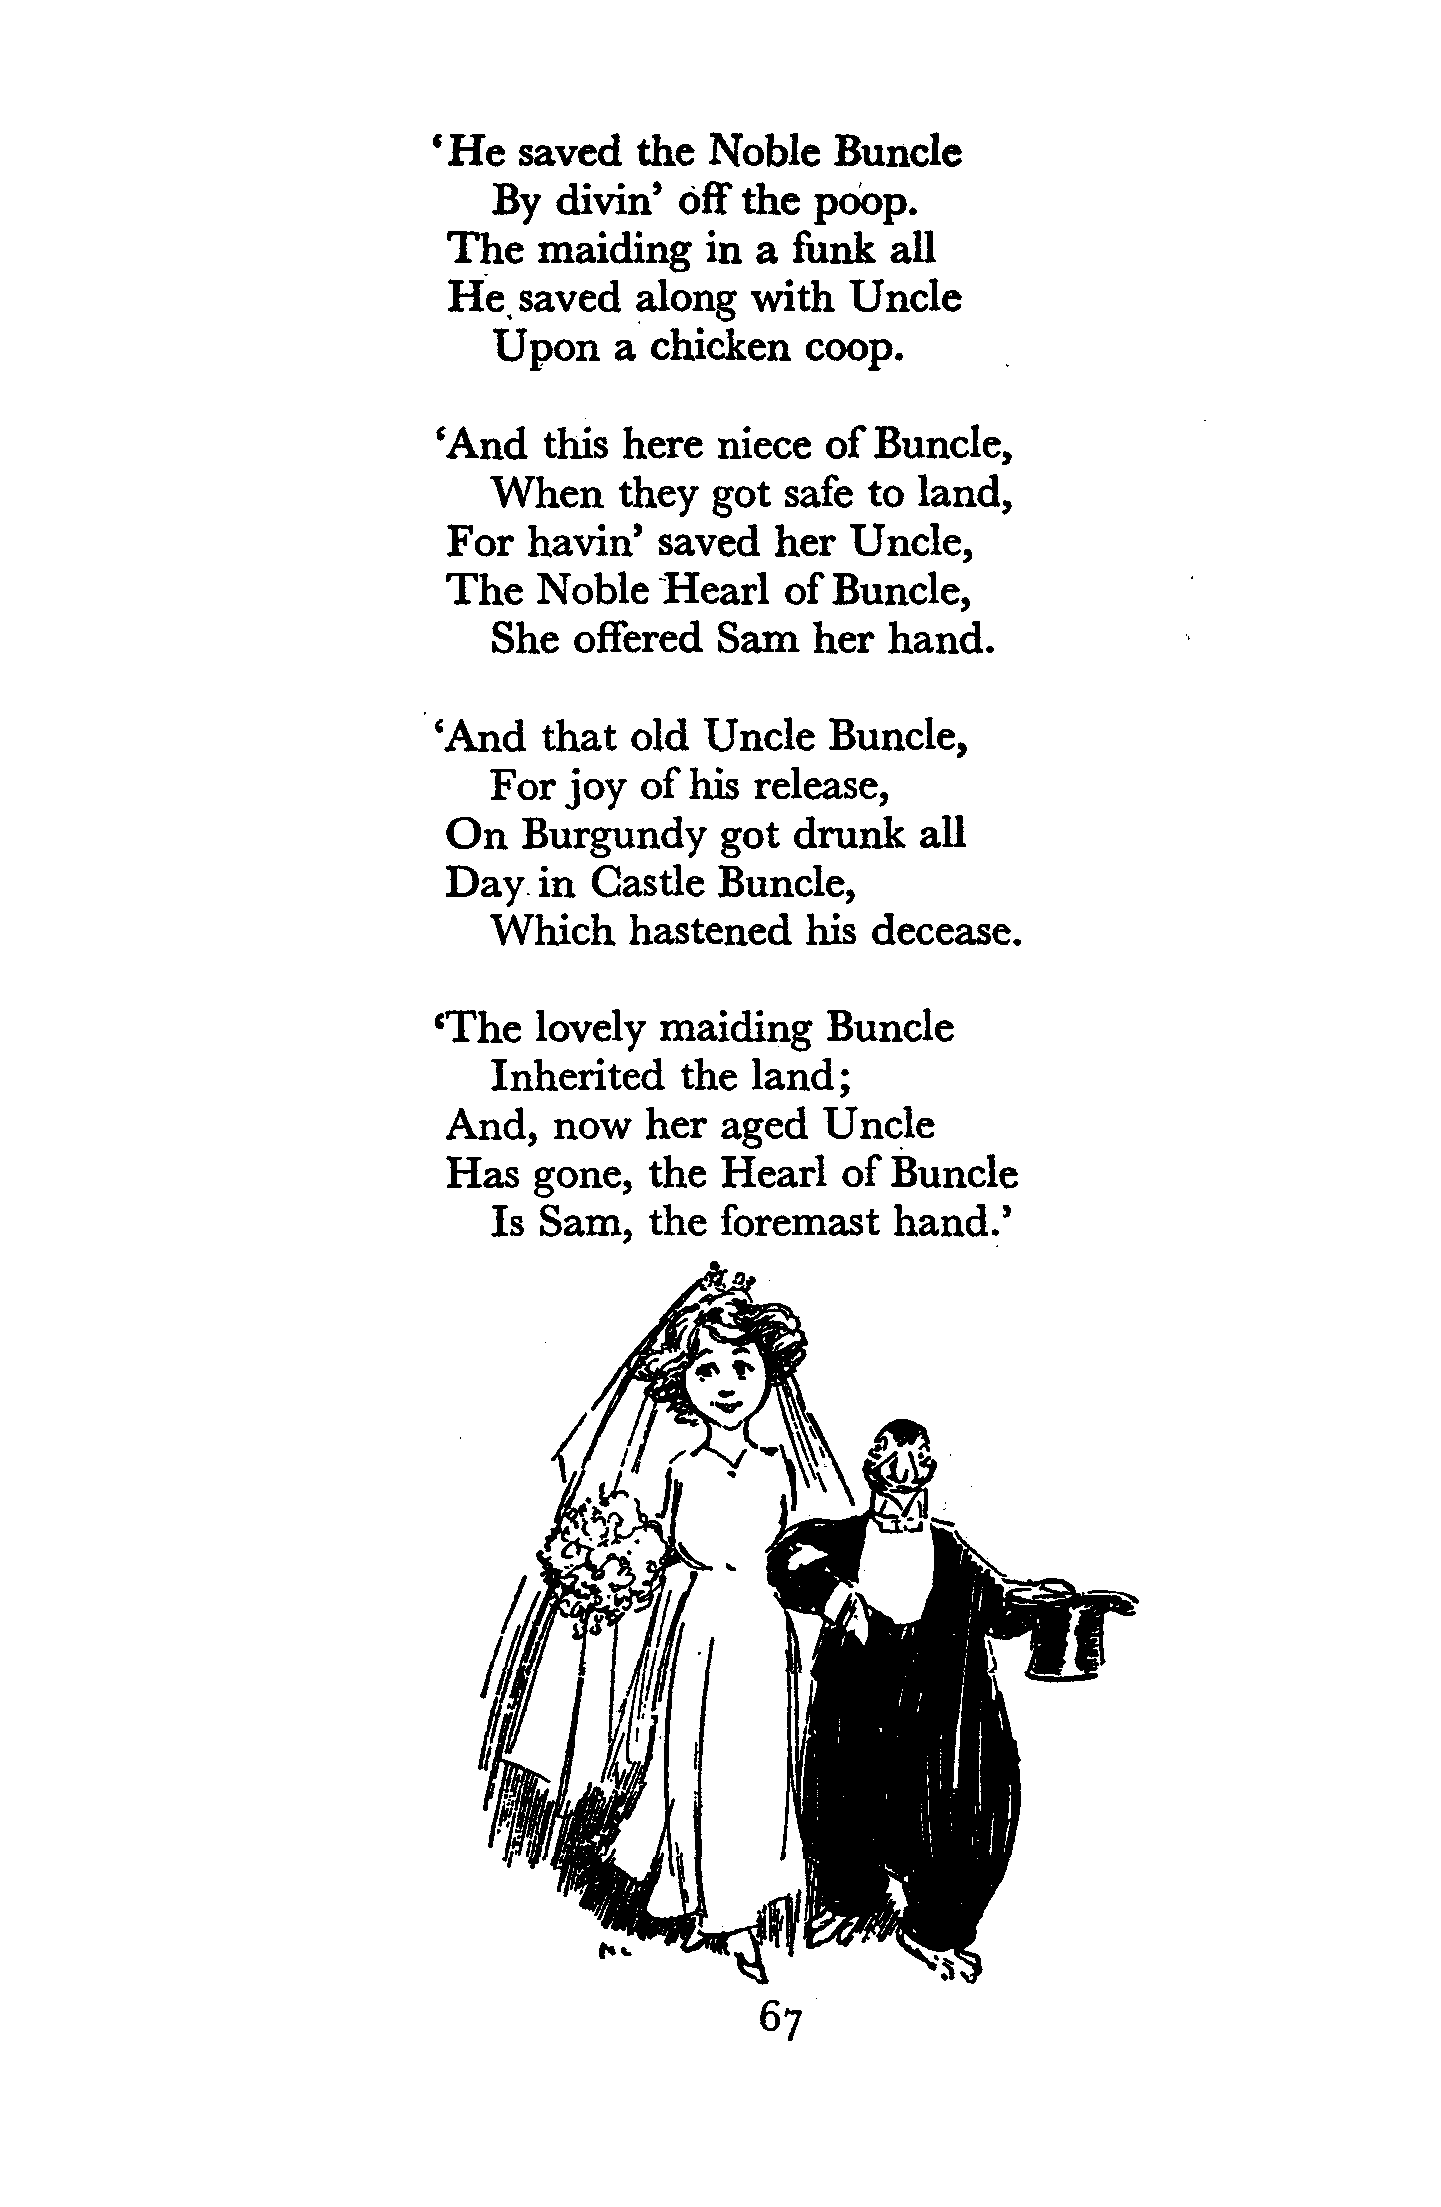 ‘He saved the Noble Buncle
By divin’ off the poop.
The maiding in a funk all
He saved along with Uncle
Upon a chicken coop.

‘And this here niece of Buncle,
When they got safe to land,
For havin’ saved her Uncle,
The Noble Hearl of Buncle,
She offered Sam her hand.

‘And that old Uncle Buncle,
For joy of his release,
On Burgundy got drunk all
Day in Castle Buncle,
Which hastened his decease.

‘The lovely maiding Buncle
Inherited the land;
And, now her aged Uncle
Has gone, the Hearl of Buncle
Is Sam, the foremast hand.’

67